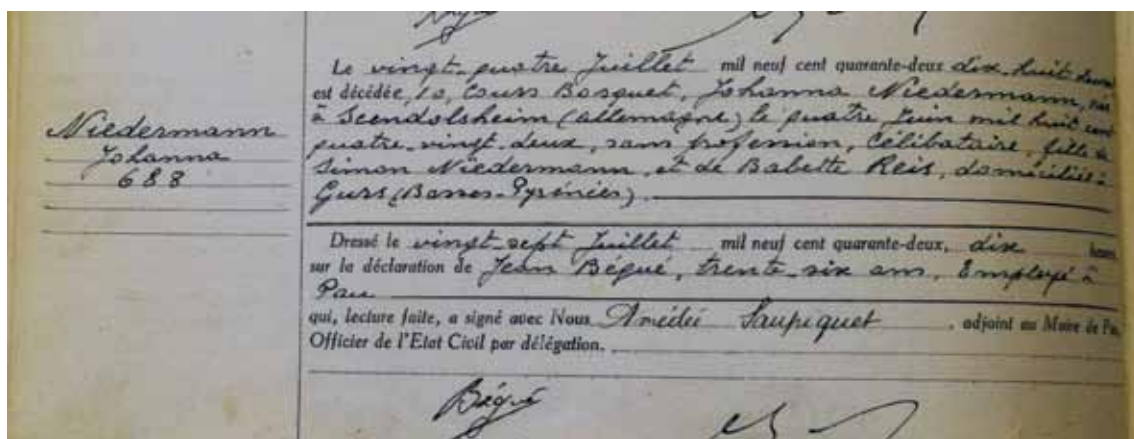 Niedermann
Johanna
688
Le vingt-quatre Juillet mil neuf cent quarante-deux dix-huit heures
est décédée, 10, Cours Bosquet, Johanna Niedermann, née
à Scendolsheim (allemagne) le quatre Juin mil huit cent
quatre-vingt-deux, sans profession, Célibataire, fille de
Simon Niedermann, et de Babette Reis, domiciliée à
Gurs (Basses-Pyrénées).
Dressé le vingt-sept Juillet mil neuf cent quarante-deux, dix heures
sur la déclaration de Jean Bégué, trente-six ans, Employé à
Pau
qui, lecture faite, a signé avec Nous Amédée Saupiquet, adjoint au Maire de Pau,
Officier de l'Etat Civil par délégation.
Bégué